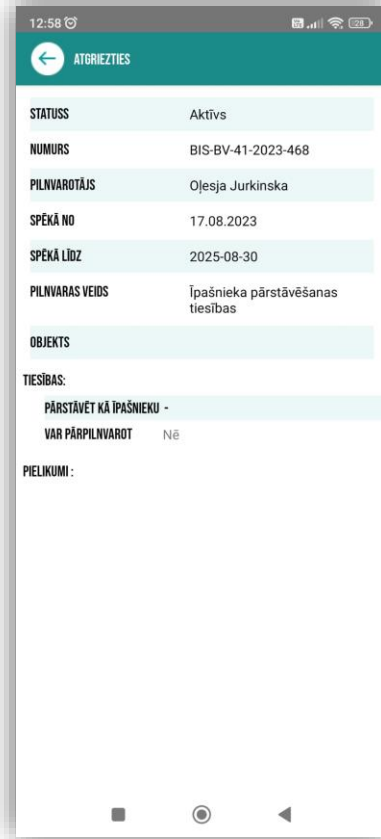 12:58
28
ATGRIEZTIES
STATUSS Aktīvs
NUMURS BIS-BV-41-2023-468
PILNVAROTĀJS Oļesja Jurkinska
SPĒKĀ NO 17.08.2023
SPĒKĀ LĪDZ 2025-08-30
PILNVARAS VEIDS Īpašnieka pārstāvēšanas
tiesības
OBJEKTS
TIESĪBAS:
PĀRSTĀVĒT KĀ ĪPAŠNIEKU -
VAR PĀRPILNVAROT Nē
PIELIKUMI :